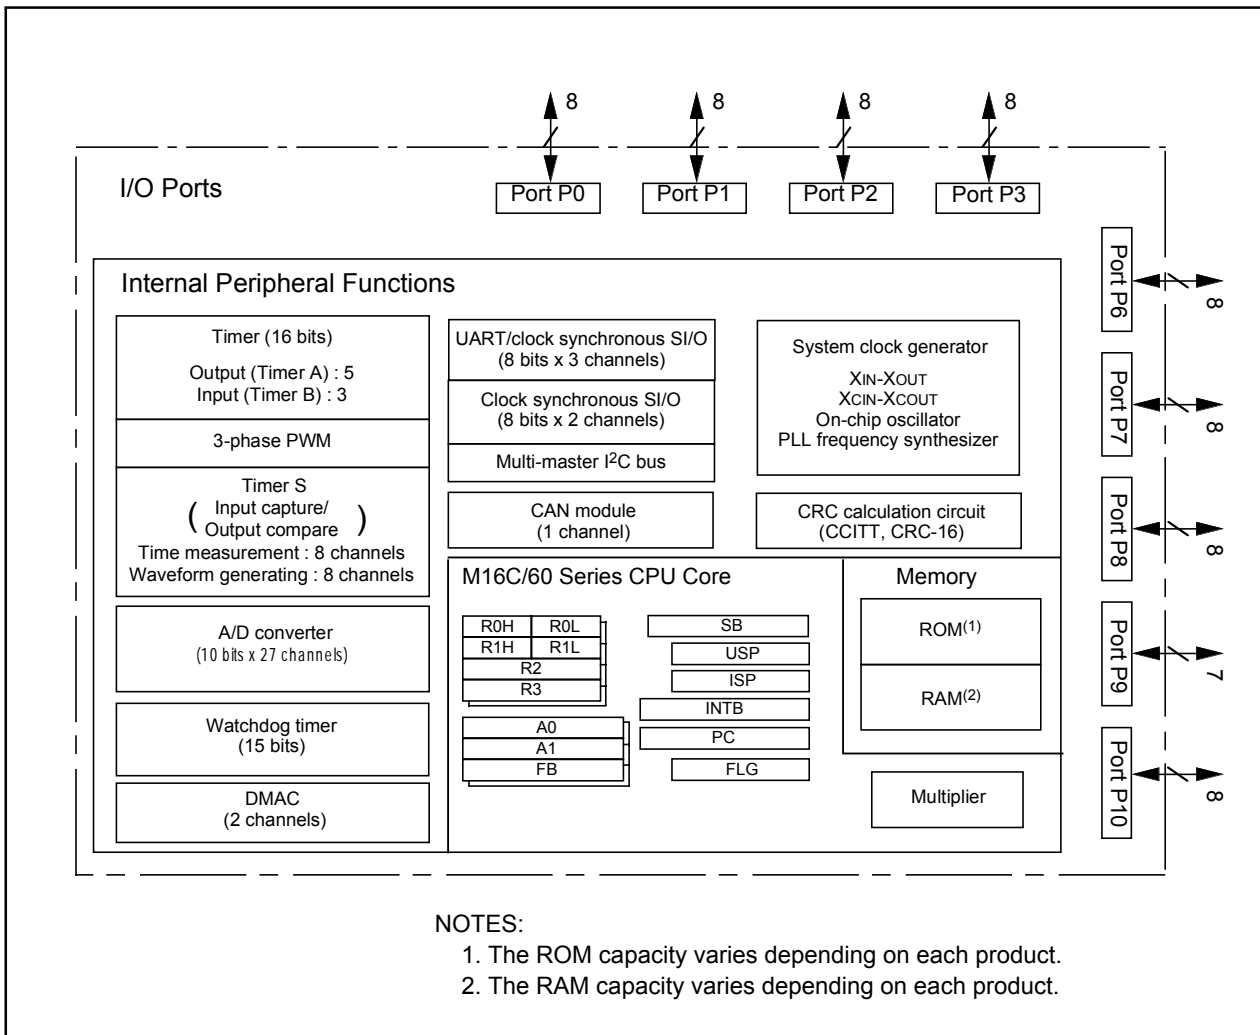 8
8
8
8
I/O Ports
Port P0
Port P1
Port P2
Port P3
Port P6
8
Port P7
8
Port P8
8
Port P9
7
Port P10
8
Internal Peripheral Functions
Timer (16 bits)
Output (Timer A) : 5
Input (Timer B) : 3
3-phase PWM
Timer S
( Input capture/
Output compare )
Time measurement : 8 channels
Waveform generating : 8 channels
A/D converter
(10 bits x 27 channels)
Watchdog timer
(15 bits)
DMAC
(2 channels)
UART/clock synchronous SI/O
(8 bits x 3 channels)
Clock synchronous SI/O
(8 bits x 2 channels)
Multi-master I²C bus
CAN module
(1 channel)
System clock generator
XIN-XOUT
XCIN-XCOUT
On-chip oscillator
PLL frequency synthesizer
CRC calculation circuit
(CCITT, CRC-16)
M16C/60 Series CPU Core
R0H R0L
R1H R1L
R2
R3
A0
A1
FB
SB
USP
ISP
INTB
PC
FLG
Memory
ROM(1)
RAM(2)
Multiplier
NOTES:
1. The ROM capacity varies depending on each product.
2. The RAM capacity varies depending on each product.